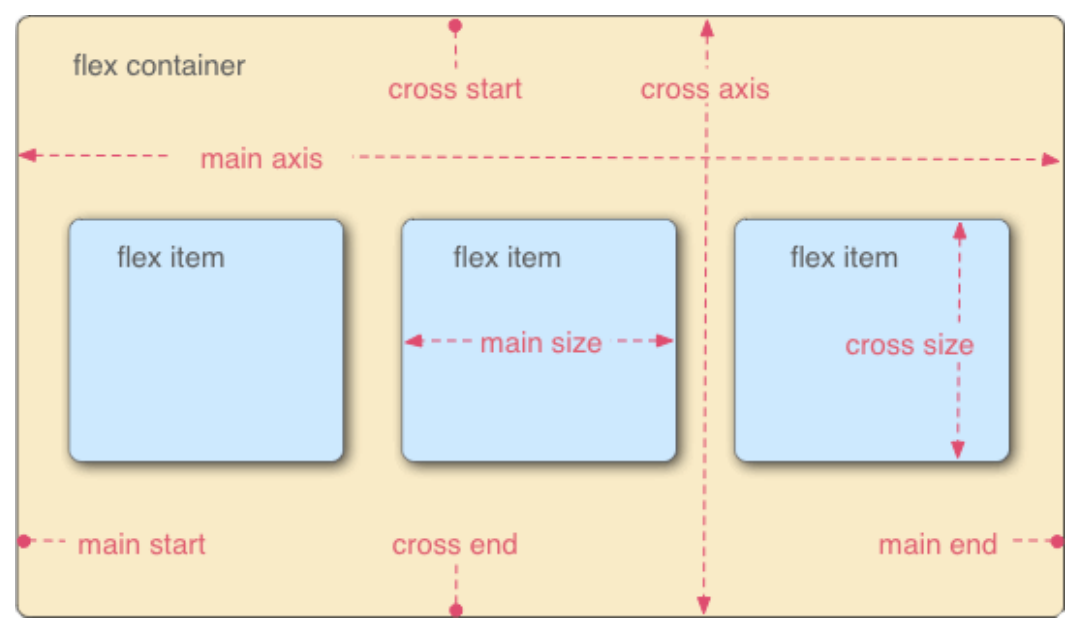 flex container
cross start
cross axis
main axis
flex item
flex item
flex item
main size
cross size
main start
cross end
main end